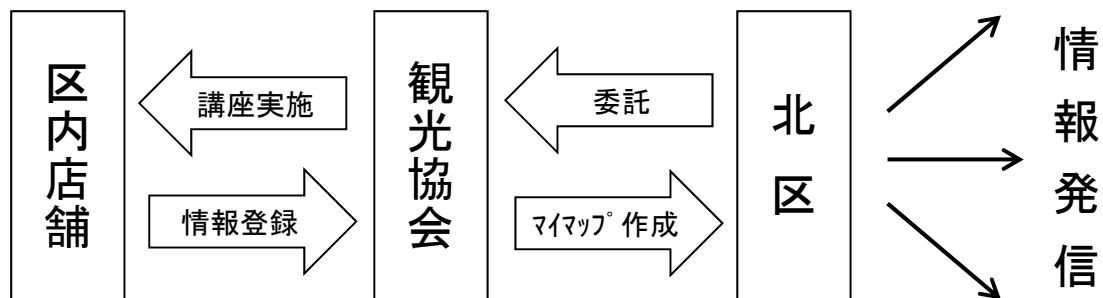 区内店舗
講座実施
情報登録
観光協会
委託
ﾏｲﾏｯﾌﾟ作成
北区
情報発信